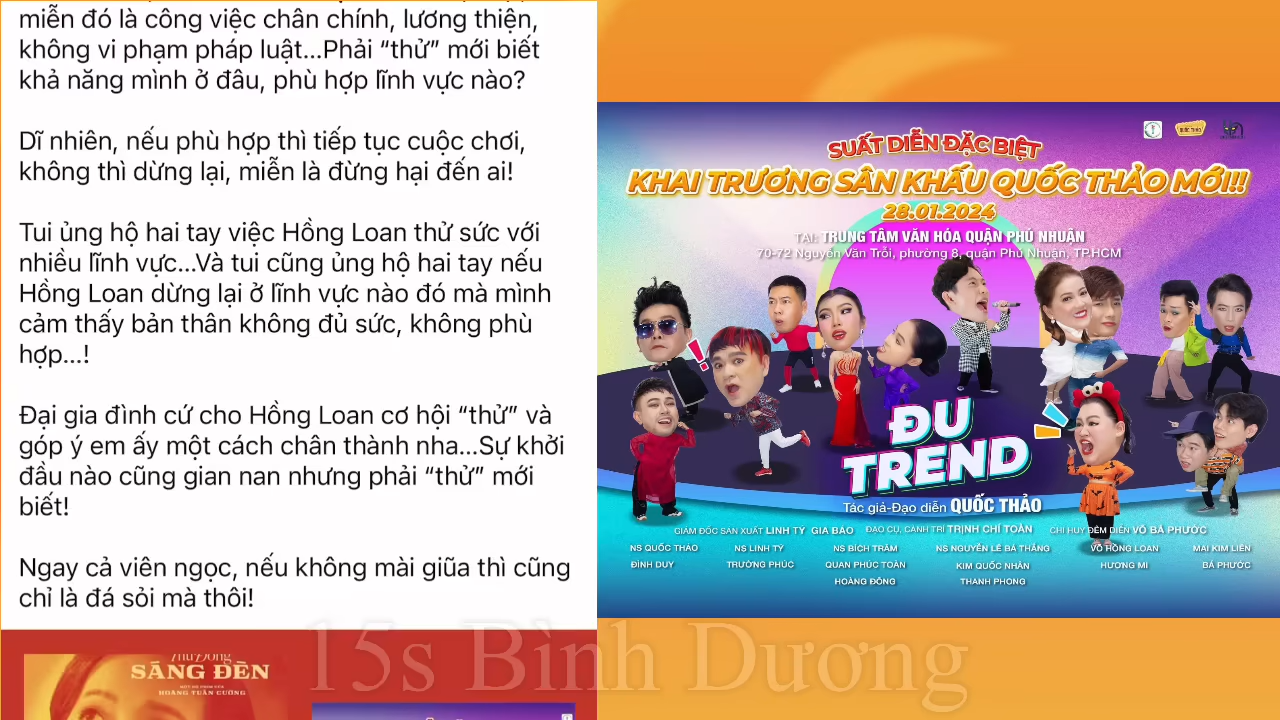 miễn đó là công việc chân chính, lương thiện,
không vi phạm pháp luật...Phải “thử” mới biết
khả năng mình ở đâu, phù hợp lĩnh vực nào?
Dĩ nhiên, nếu phù hợp thì tiếp tục cuộc chơi,
không thì dừng lại, miễn là đừng hại đến ai!
Tui ủng hộ hai tay việc Hồng Loan thử sức với
nhiều lĩnh vực...Và tui cũng ủng hộ hai tay nếu
Hồng Loan dừng lại ở lĩnh vực nào đó mà mình
cảm thấy bản thân không đủ sức, không phù
hợp...!
Đại gia đình cứ cho Hồng Loan cơ hội “thử” và
góp ý em ấy một cách chân thành nha...Sự khởi
đầu nào cũng gian nan nhưng phải “thử” mới
biết!
Ngay cả viên ngọc, nếu không mài giũa thì cũng
chỉ là đá sỏi mà thôi!
SÁNG ĐÈN
HOÀNG TUẤN CƯỜNG
QUỐC THẢO
SUẤT DIỄN ĐẶC BIỆT
KHAI TRƯƠNG SÂN KHẤU QUỐC THẢO MỚI!!
28.01.2024
TẠI: TRUNG TÂM VĂN HÓA QUẬN PHÚ NHUẬN
70-72 Nguyễn Văn Trỗi, phường 8, quận Phú Nhuận, TP.HCM
ĐU
TREND
Tác giả-Đạo diễn QUỐC THẢO
GIÁM ĐỐC SẢN XUẤT LINH TÝ GIA BẢO ĐẠO CỤ, CẢNH TRÍ TRỊNH CHÍ TOÀN CHỈ HUY ĐÊM DIỄN VÕ BÁ PHƯỚC
NS QUỐC THẢO NS LINH TÝ NS BÍCH TRÂM NS NGUYỄN LÊ BÁ THẮNG VÕ HỒNG LOAN MAI KIM LIÊN
ĐÌNH DUY TRƯỜNG PHÚC QUAN PHÚC TOÀN KIM QUỐC NHÂN HƯƠNG MI BÁ PHƯỚC
HOÀNG ĐÔNG THANH PHONG
15s Bình Dương